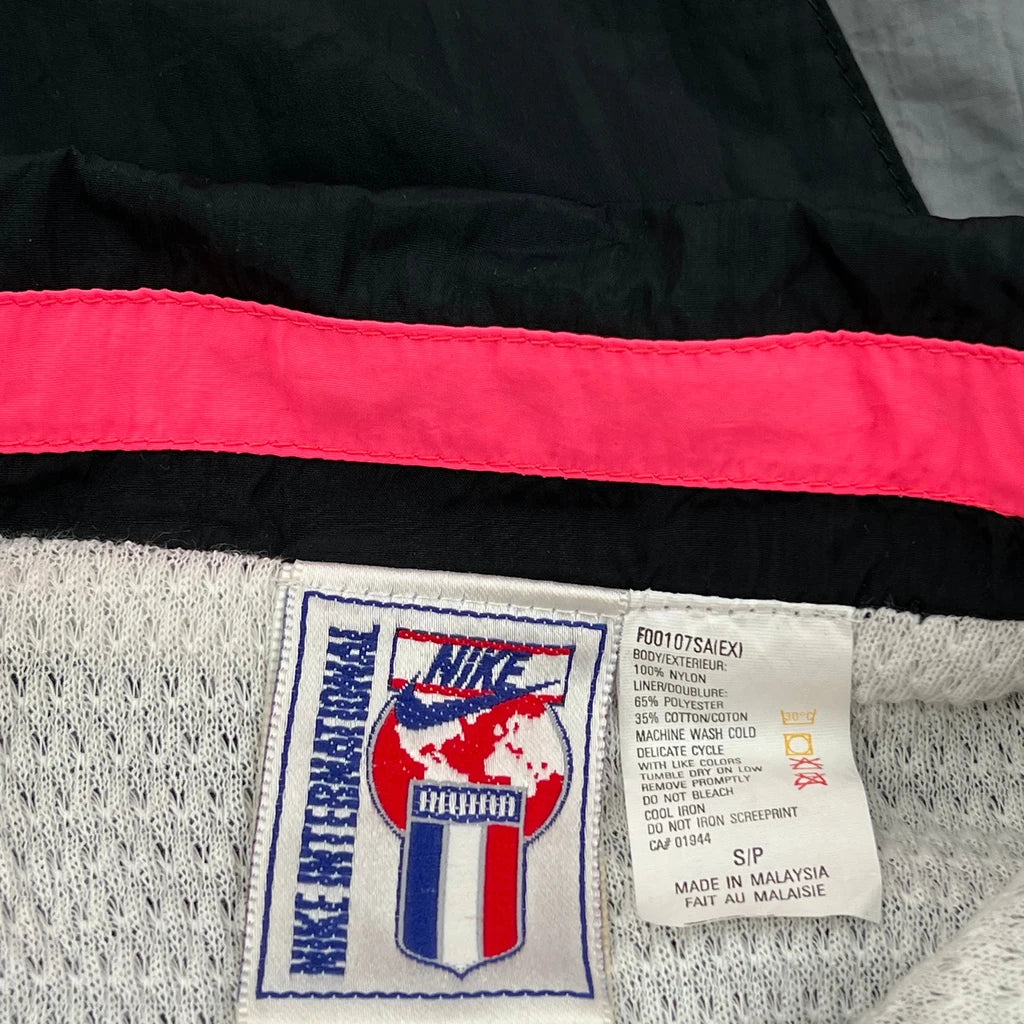 NIKE INTERNATIONAL
NIKE
F00107SA(EX)
BODY/EXTERIEUR:
100% NYLON
LINER/DOUBLURE:
65% POLYESTER
35% COTTON/COTON
MACHINE WASH COLD
DELICATE CYCLE
WITH LIKE COLORS
TUMBLE DRY ON LOW
REMOVE PROMPTLY
DO NOT BLEACH
COOL IRON
DO NOT IRON SCREEPRINT
CA# 01944
30°C
S/P
MADE IN MALAYSIA
FAIT AU MALAISIE